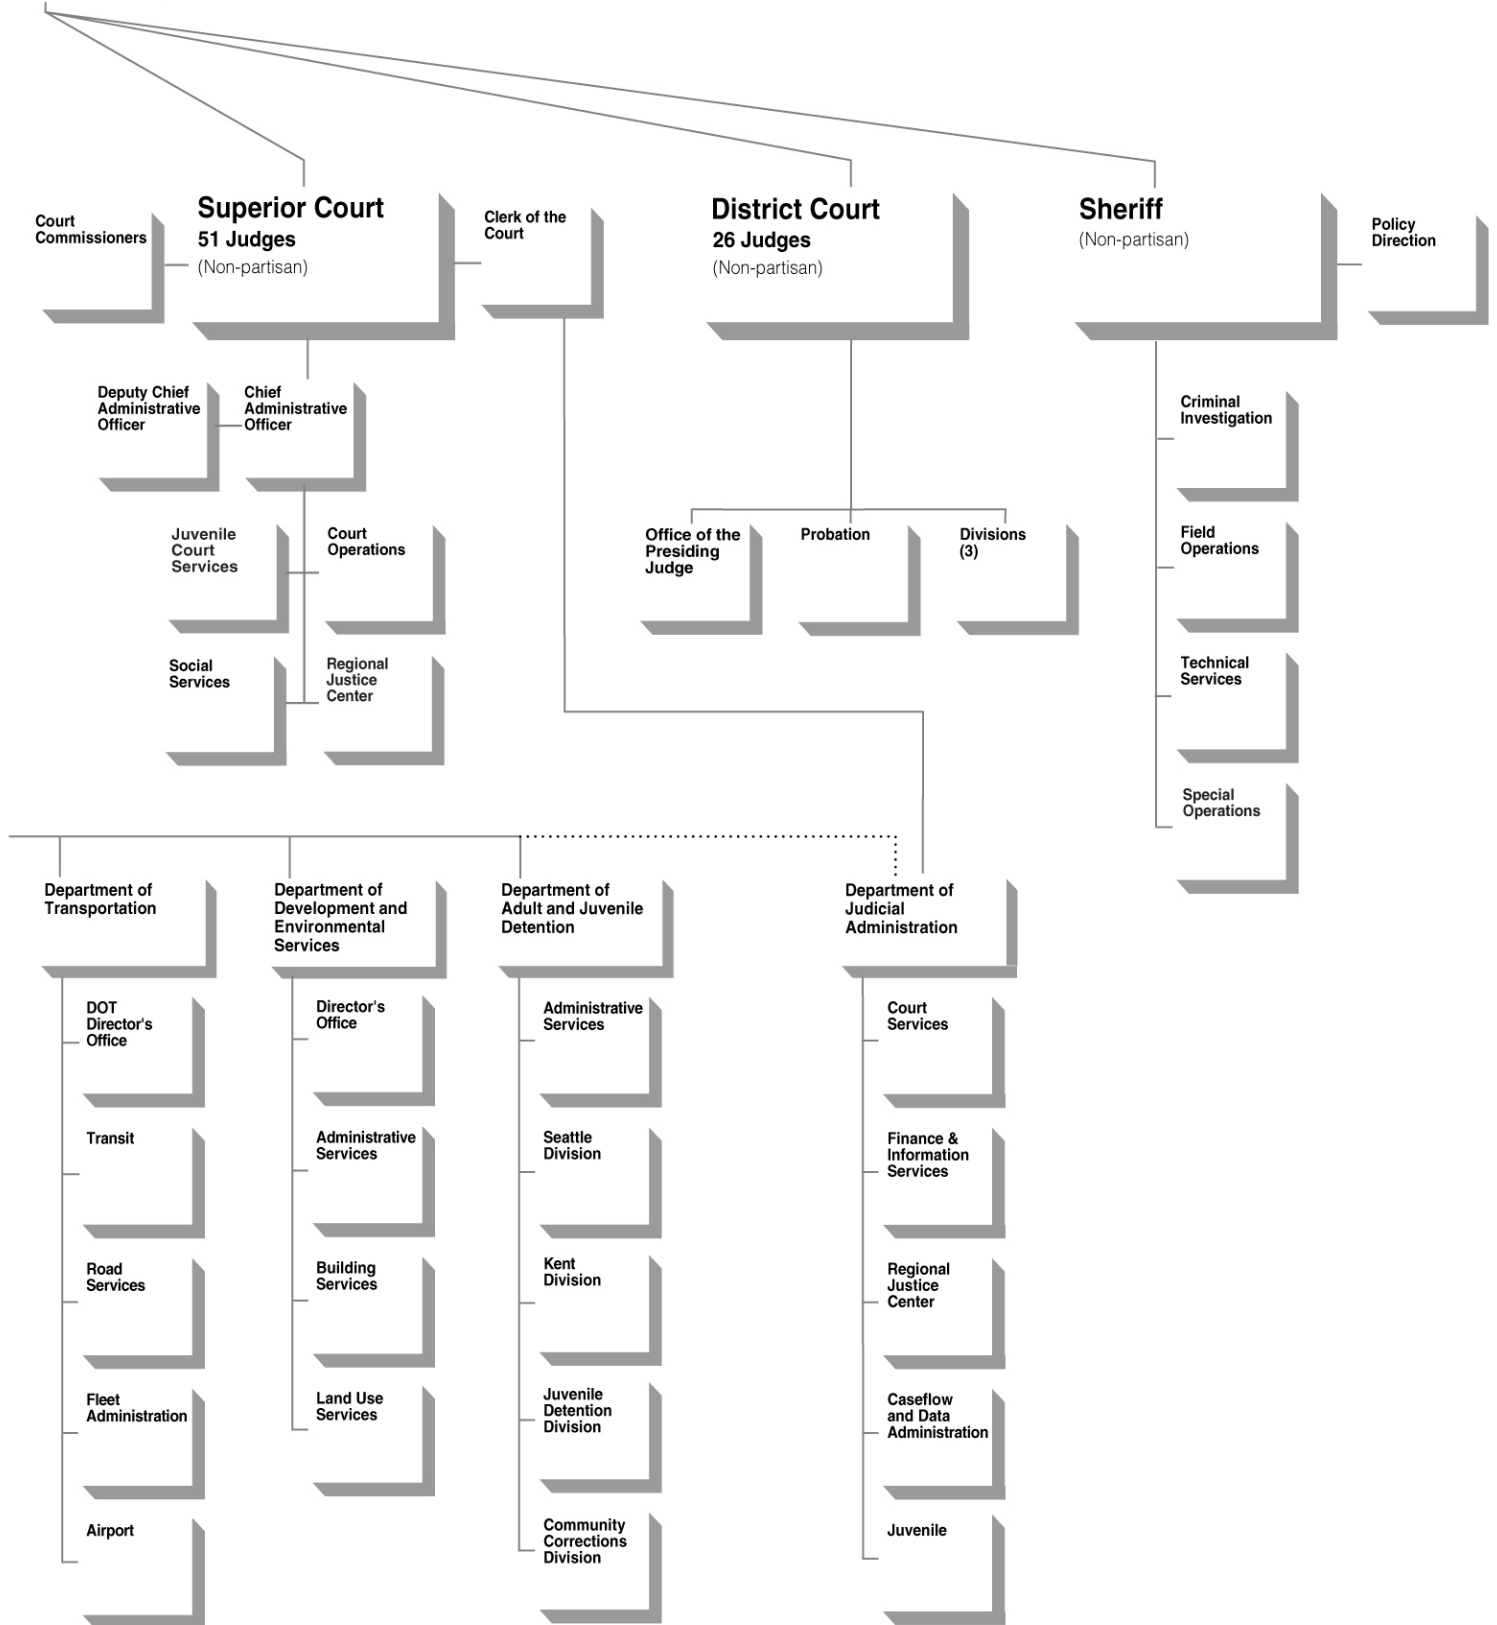 Court
Commissioners
Superior Court
51 Judges
(Non-partisan)
Clerk of the
Court
District Court
26 Judges
(Non-partisan)
Sheriff
(Non-partisan)
Policy
Direction
Deputy Chief
Administrative
Officer
Chief
Administrative
Officer
Juvenile
Court
Services
Court
Operations
Social
Services
Regional
Justice
Center
Office of the
Presiding
Judge
Probation
Divisions
(3)
Criminal
Investigation
Field
Operations
Technical
Services
Special
Operations
Department of
Transportation
DOT
Director's
Office
Transit
Road
Services
Fleet
Administration
Airport
Department of
Development and
Environmental
Services
Director's
Office
Administrative
Services
Building
Services
Land Use
Services
Department of
Adult and Juvenile
Detention
Administrative
Services
Seattle
Division
Kent
Division
Juvenile
Detention
Division
Community
Corrections
Division
Department of
Judicial
Administration
Court
Services
Finance &
Information
Services
Regional
Justice
Center
Caseflow
and Data
Administration
Juvenile